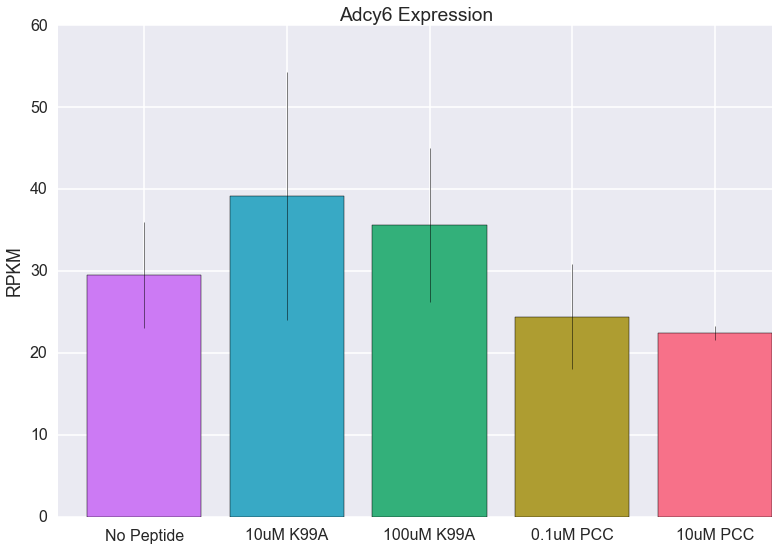 Adcy6 Expression
60
50
40
30
20
10
0
RPKM
No Peptide
10uM K99A
100uM K99A
0.1uM PCC
10uM PCC